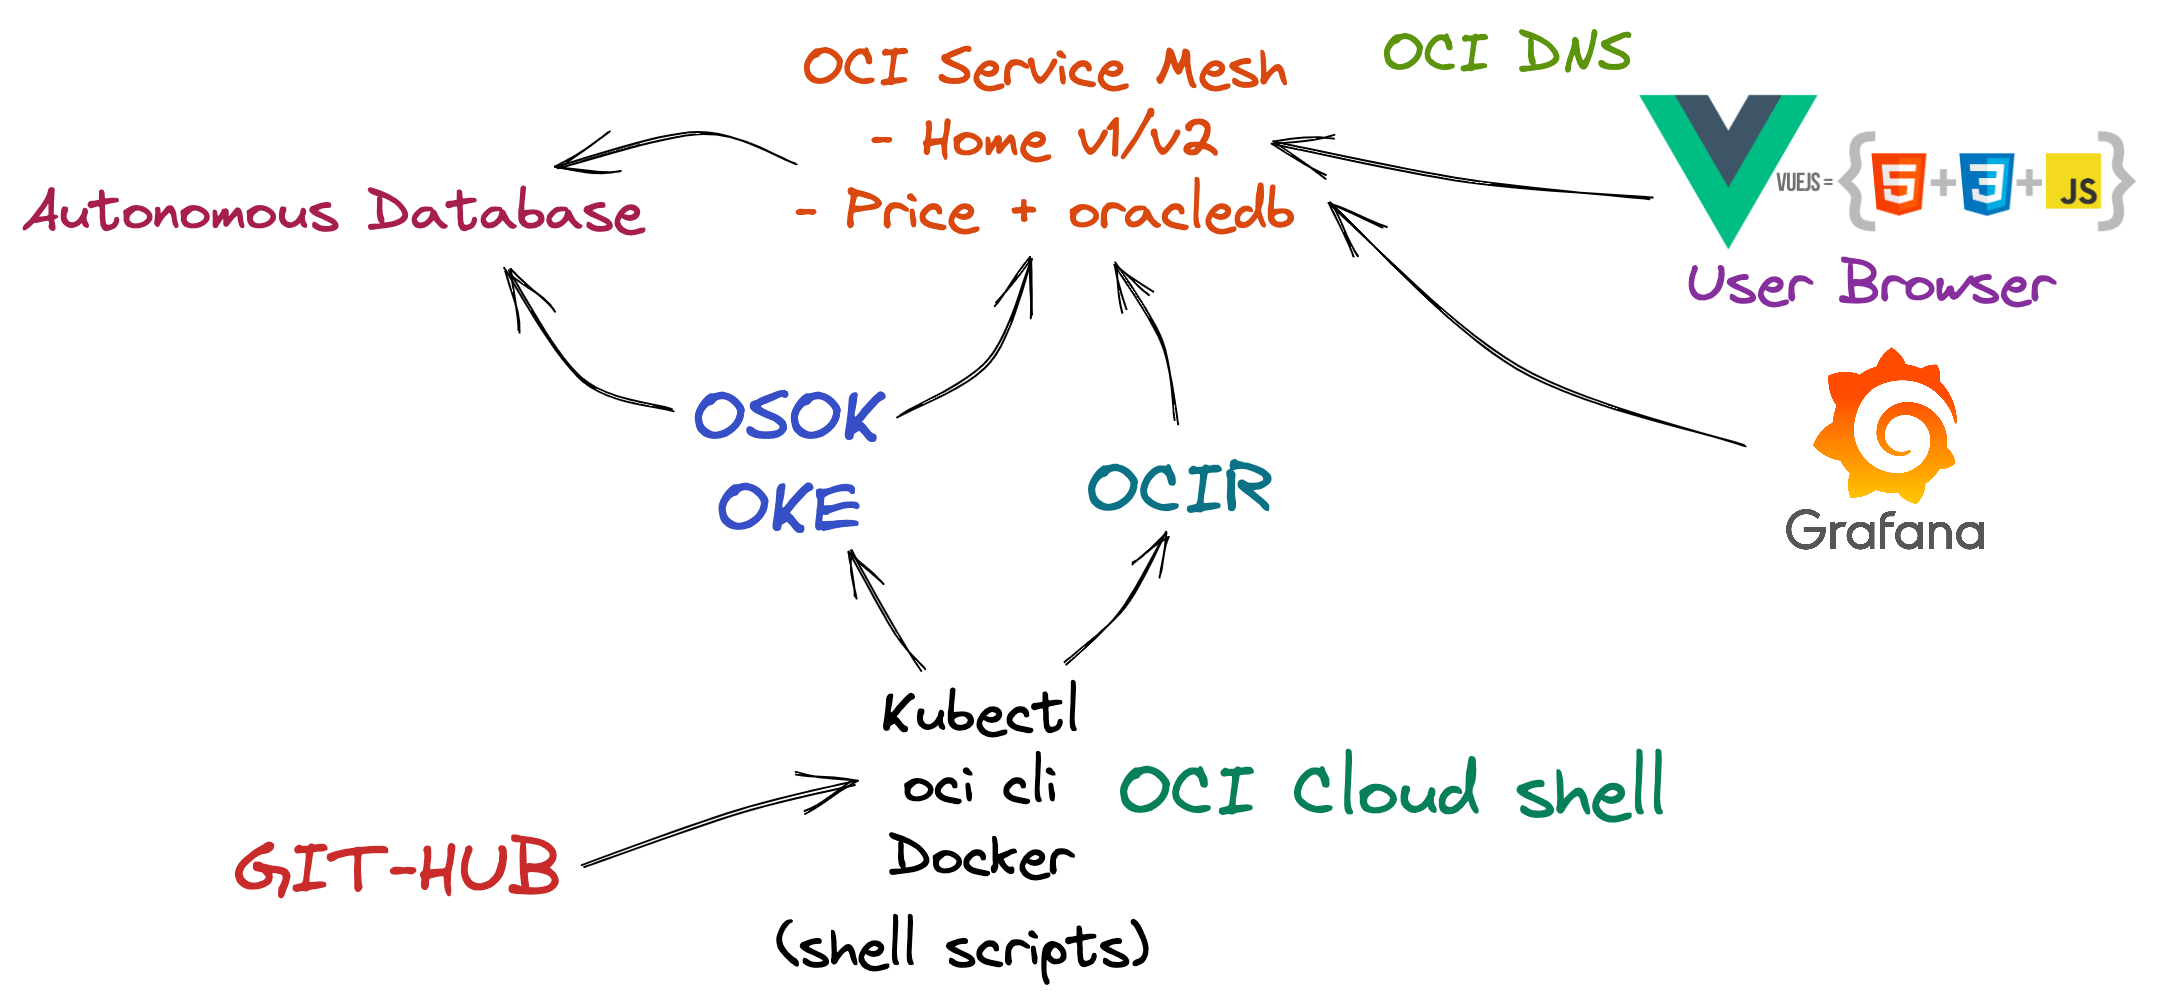 OCI DNS
OCI Service Mesh
- Home v1/v2
- Price + oracledb
Autonomous Database
VUEJS = { 5 + 3 + JS }
User Browser
OSOK
OKE
OCIR
Grafana
Kubectl
oci cli
Docker
(shell scripts)
OCI Cloud shell
GIT-HUB